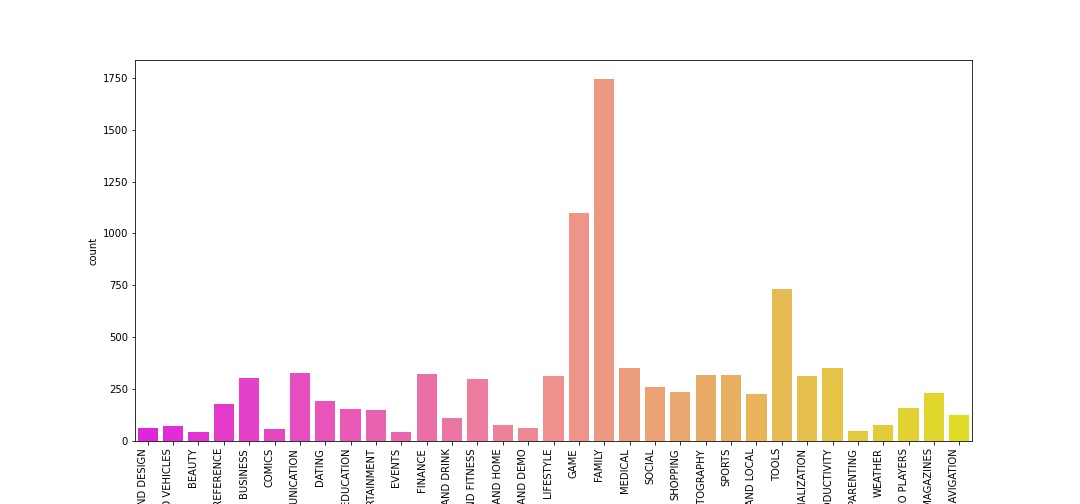 1750
1500
1250
1000
750
500
250
0
count
ND DESIGN
VEHICLES
BEAUTY
REFERENCE
BUSINESS
COMICS
UNICATION
DATING
EDUCATION
RTAINMENT
EVENTS
FINANCE
AND DRINK
ND FITNESS
AND HOME
AND DEMO
LIFESTYLE
GAME
FAMILY
MEDICAL
SOCIAL
SHOPPING
TOGRAPHY
SPORTS
AND LOCAL
TOOLS
ALIZATION
DUCTIVITY
PARENTING
WEATHER
O PLAYERS
MAGAZINES
AVIGATION